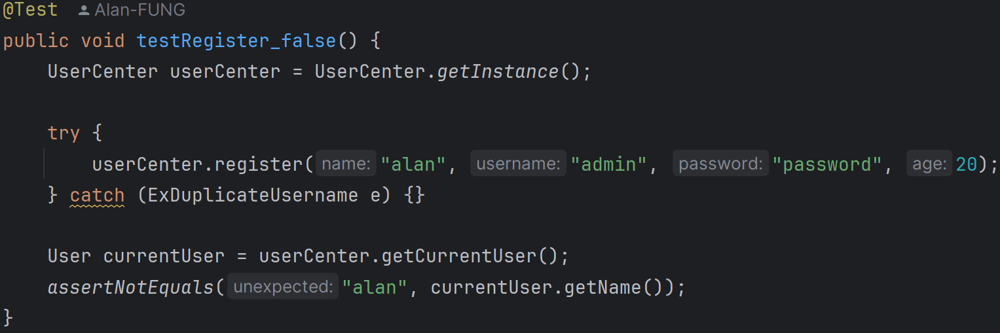 @Test Alan-FUNG
public void testRegister_false() {
UserCenter userCenter = UserCenter.getInstance();
try {
userCenter.register( name: "alan", username: "admin", password: "password", age: 20);
} catch (ExDuplicateUsername e) {}
User currentUser = userCenter.getCurrentUser();
assertNotEquals( unexpected: "alan", currentUser.getName());
}